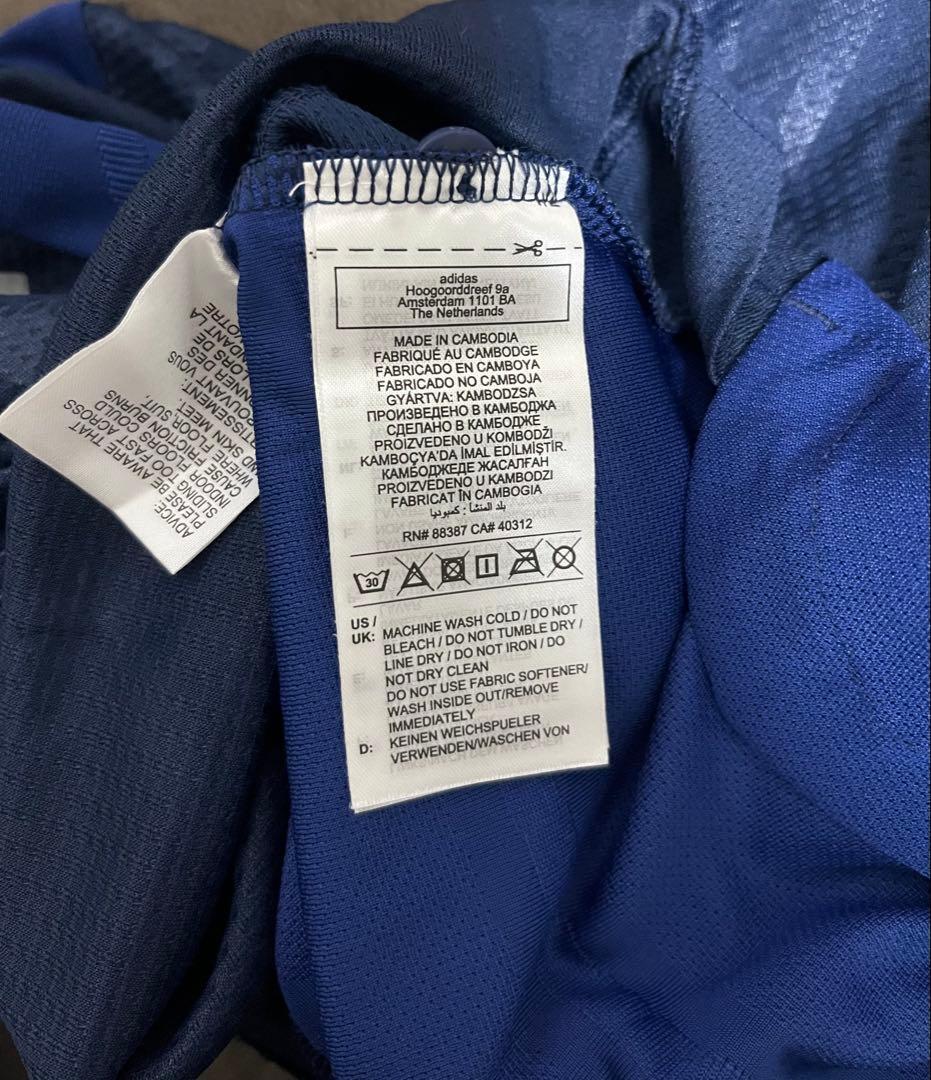 adidas
Hoogoorddreef 9a
Amsterdam 1101 BA
The Netherlands
MADE IN CAMBODIA
FABRIQUÉ AU CAMBODGE
FABRICADO EN CAMBOYA
FABRICADO NO CAMBOJA
GYÁRTVA: KAMBODZSA
ПРОИЗВЕДЕНО В КАМБОДЖА
СДЕЛАНО В КАМБОДЖЕ
PROIZVEDENO U KOMBODŽI
KAMBOÇYA'DA İMAL EDİLMİŞTİR.
КАМБОДЖЕДЕ ЖАСАЛҒАН
PROIZVEDENO U KAMBODZI
FABRICAT ÎN CAMBOGIA
بلد المنشأ : كمبوديا
RN# 88387 CA# 40312
30
US /
UK: MACHINE WASH COLD / DO NOT
BLEACH / DO NOT TUMBLE DRY /
LINE DRY / DO NOT IRON / DO
NOT DRY CLEAN
DO NOT USE FABRIC SOFTENER/
WASH INSIDE OUT/REMOVE
IMMEDIATELY
D: KEINEN WEICHSPUELER
VERWENDEN/WASCHEN VON
ADVICE:
PLEASE BE AWARE THAT
SLIDING TOO FAST ACROSS
INDOOR FLOORS COULD
CAUSE FRICTION BURNS
WHERE FLOOR
AND SKIN MEET.